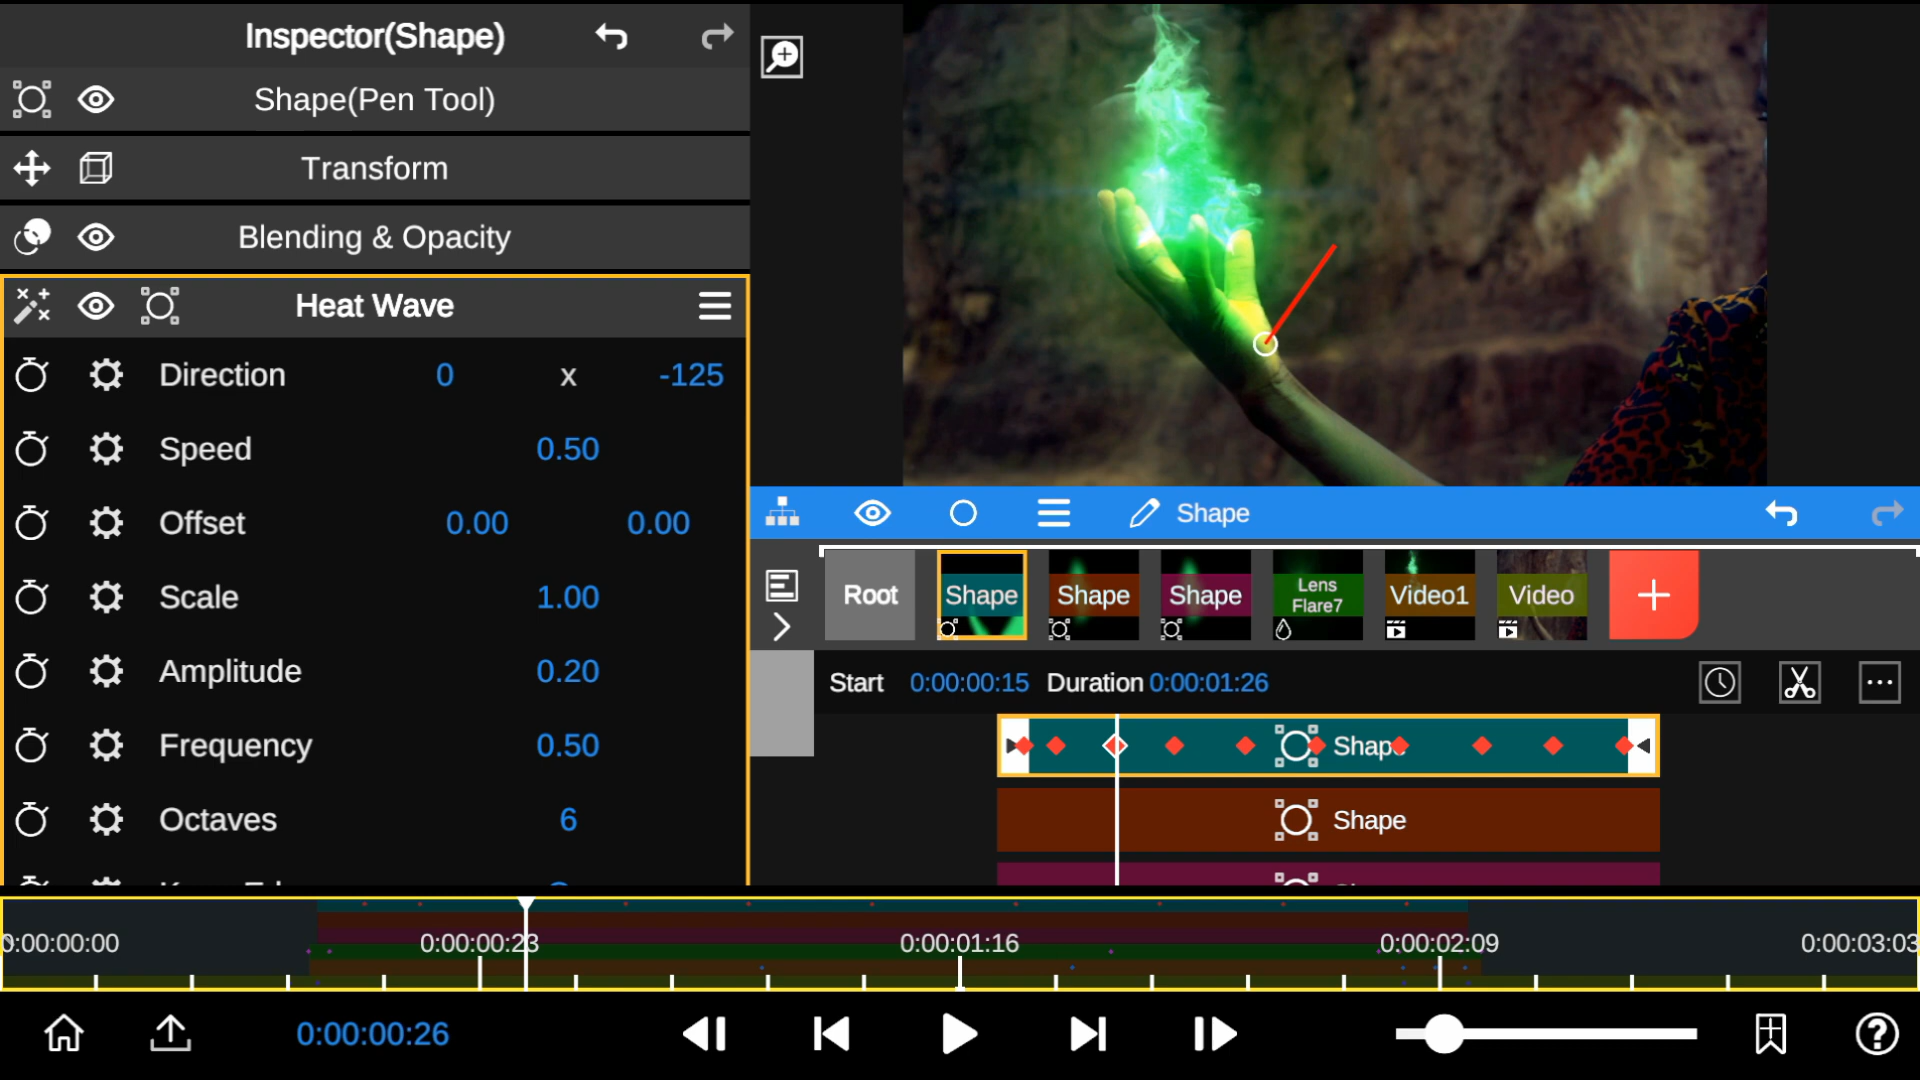 Inspector(Shape)
Shape(Pen Tool)
Transform
Blending & Opacity
Heat Wave
Direction 0 x -125
Speed 0.50
Offset 0.00 0.00
Scale 1.00
Amplitude 0.20
Frequency 0.50
Octaves 6
Shape
Root Shape Shape Shape Lens Flare7 Video1 Video
Start 0:00:00:15 Duration 0:00:01:26
Shape
Shape
0:00:00:00 0:00:00:23 0:00:01:16 0:00:02:09 0:00:03:03
0:00:00:26